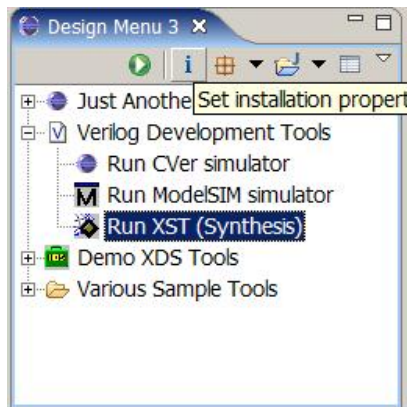 Design Menu 3
i
Just Anothe
Set installation propert
Verilog Development Tools
Run CVer simulator
M Run ModelSIM simulator
Run XST (Synthesis)
Demo XDS Tools
Various Sample Tools